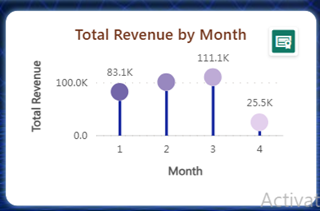 Total Revenue by Month
Total Revenue
111.1K
83.1K
100.0K
25.5K
0.0
1 2 3 4
Month
Activat